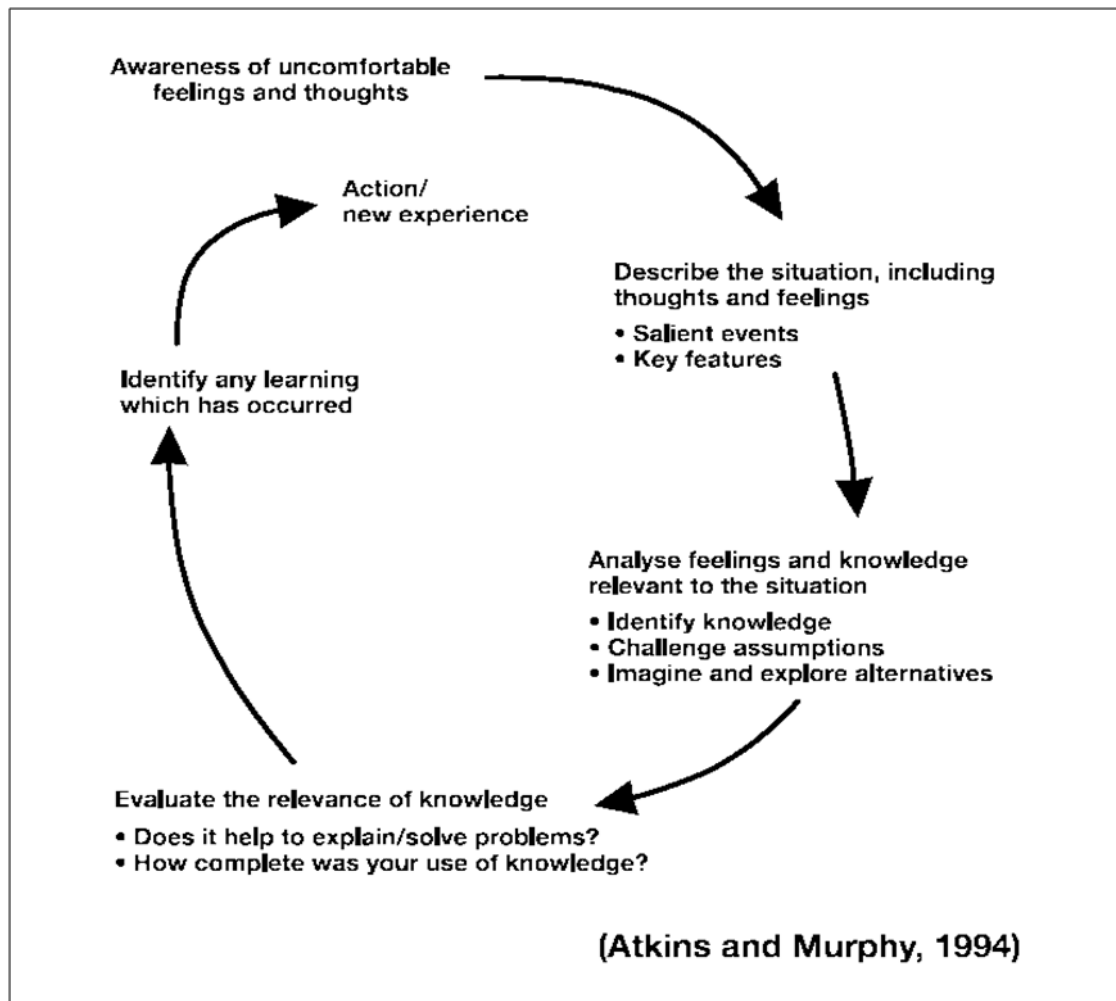 Awareness of uncomfortable
feelings and thoughts
Action/
new experience
Describe the situation, including
thoughts and feelings
• Salient events
• Key features
Identify any learning
which has occurred
Analyse feelings and knowledge
relevant to the situation
• Identify knowledge
• Challenge assumptions
• Imagine and explore alternatives
Evaluate the relevance of knowledge
• Does it help to explain/solve problems?
• How complete was your use of knowledge?
(Atkins and Murphy, 1994)